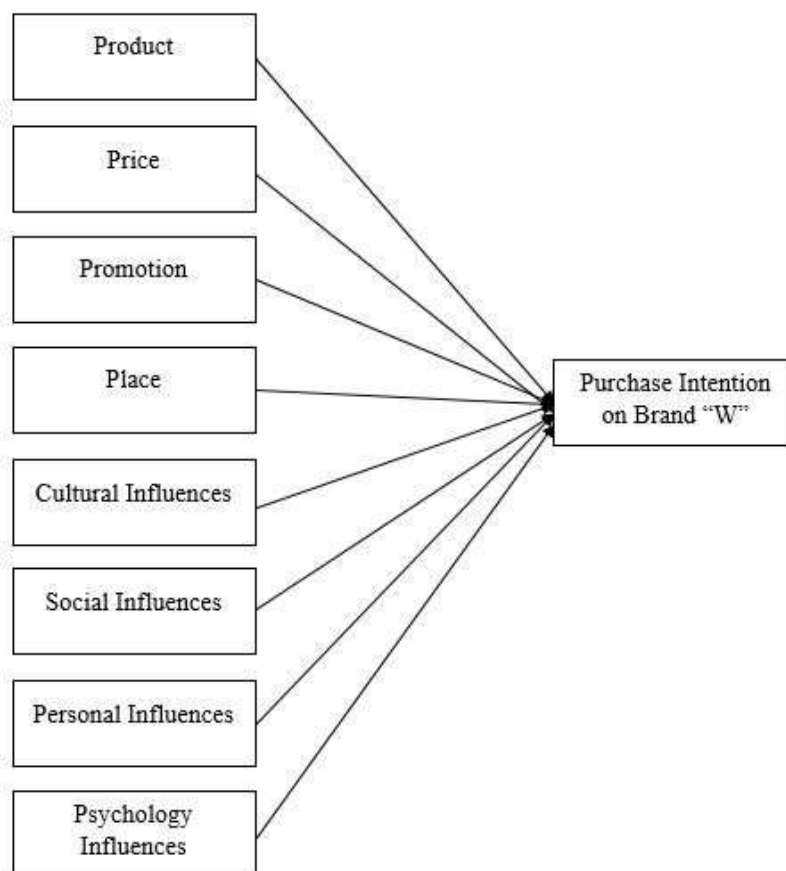 Product
Price
Promotion
Place
Purchase Intention
on Brand “W”
Cultural Influences
Social Influences
Personal Influences
Psychology
Influences